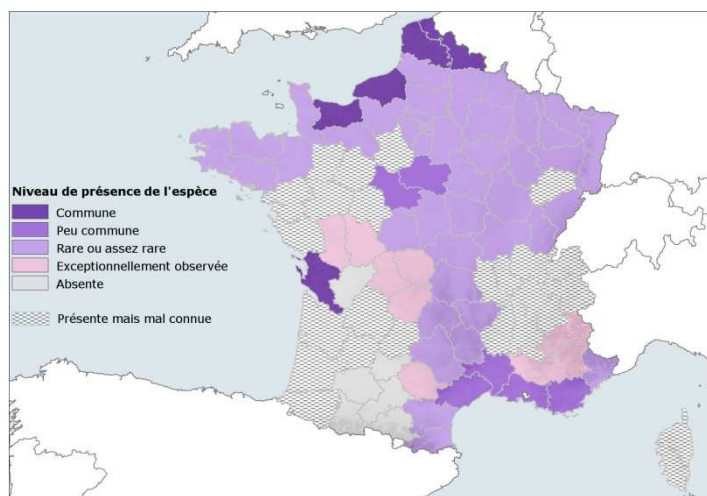 Niveau de présence de l'espèce
Commune
Peu commune
Rare ou assez rare
Exceptionnellement observée
Absente
Présente mais mal connue